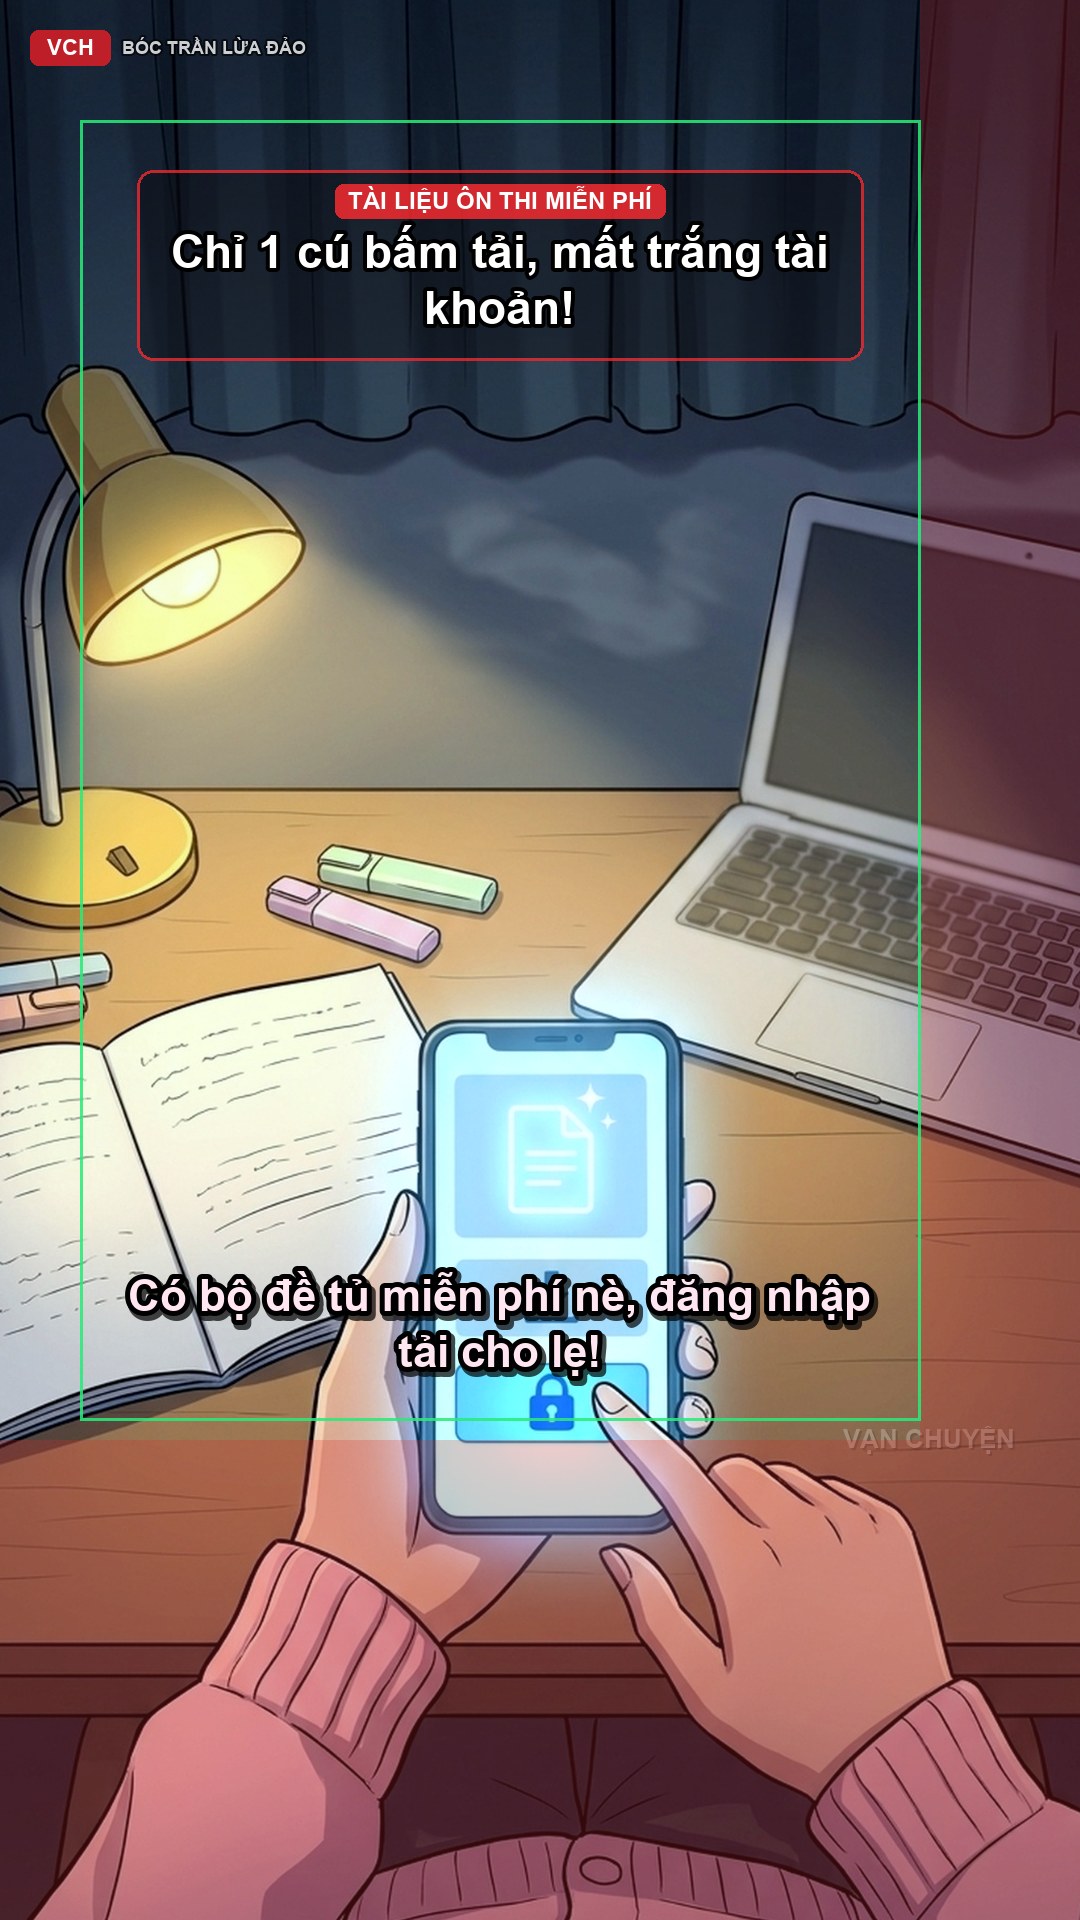 VCH BÓC TRẦN LỪA ĐẢO
TÀI LIỆU ÔN THI MIỄN PHÍ
Chỉ 1 cú bấm tải, mất trắng tài
khoản!
Có bộ đề tủ miễn phí nè, đăng nhập
tải cho lẹ!
VẠN CHUYỆN